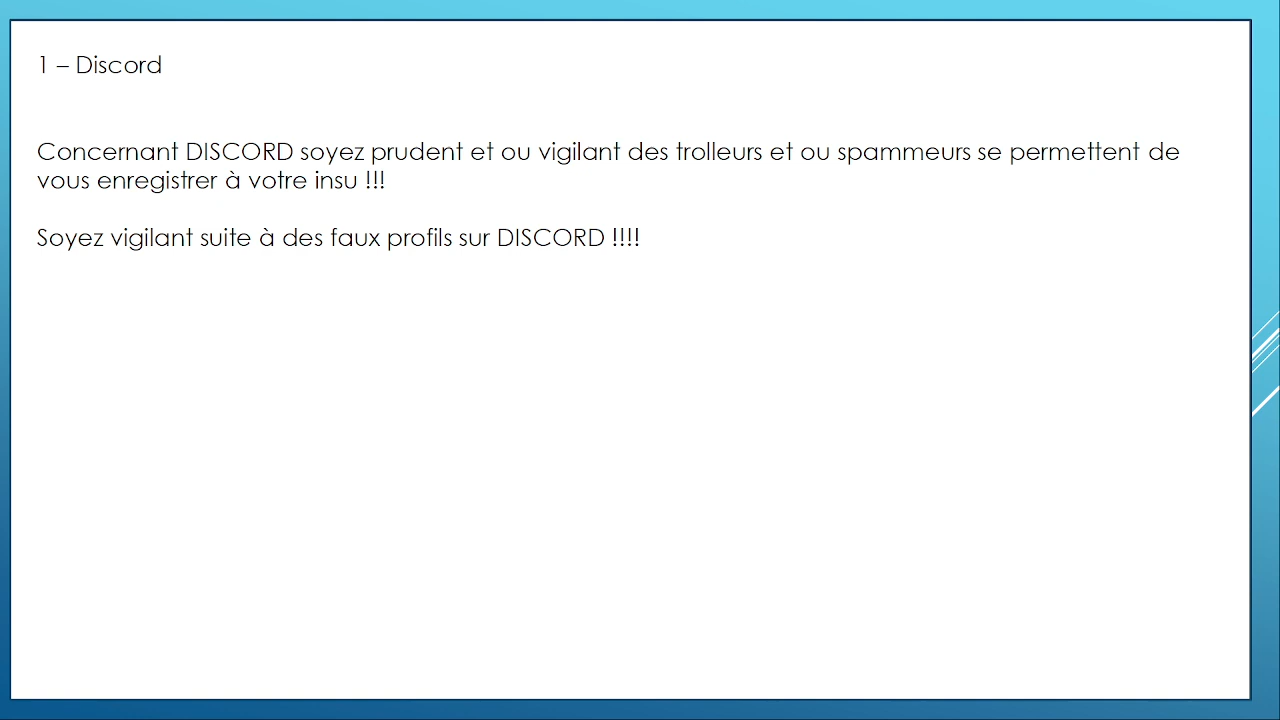 1 – Discord
Concernant DISCORD soyez prudent et ou vigilant des trolleurs et ou spammeurs se permettent de
vous enregistrer à votre insu !!!
Soyez vigilant suite à des faux profils sur DISCORD !!!!